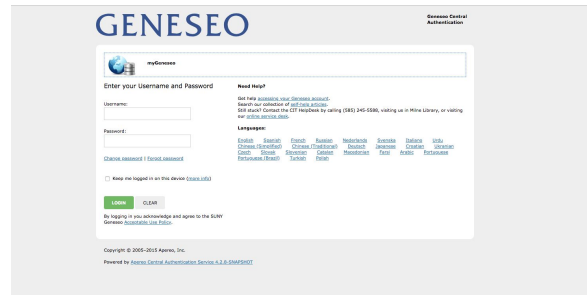 GENESEO
Geneseo Central
Authentication
myGeneseo
Enter your Username and Password
Username:
Password:
Change password | Forgot password
Keep me logged in on this device (more info)
LOGIN CLEAR
By logging in you acknowledge and agree to the SUNY
Geneseo Acceptable Use Policy.
Need Help?
Get help accessing your Geneseo account.
Search our collection of self-help articles.
Still stuck? Contact the CIT HelpDesk by calling (585) 245-5588, visiting us in Milne Library, or visiting
our online service desk.
Languages:
English Spanish French Russian Nederlands Svenska Italiano Urdu
Chinese (Simplified) Chinese (Traditional) Deutsch Japanese Croatian Ukranian
Czech Slovak Slovenian Catalan Macedonian Farsi Arabic Portuguese
Portuguese (Brazil) Turkish Polish
Copyright © 2005–2015 Apereo, Inc.
Powered by Apereo Central Authentication Service 4.2.6-SNAPSHOT